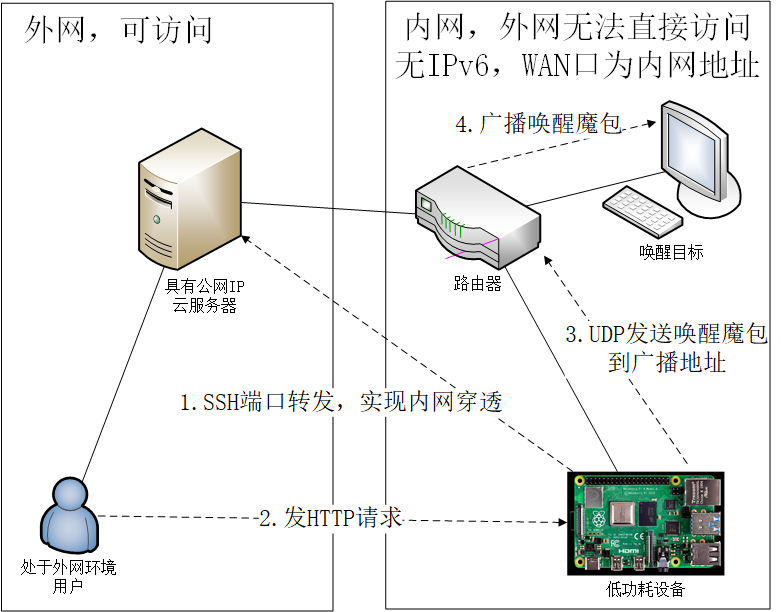 外网，可访问
内网，外网无法直接访问
无IPv6，WAN口为内网地址
4.广播唤醒魔包
唤醒目标
具有公网IP
云服务器
路由器
3.UDP发送唤醒魔包
到广播地址
1.SSH端口转发，实现内网穿透
2.发HTTP请求
HDMI
处于外网环境
用户
低功耗设备